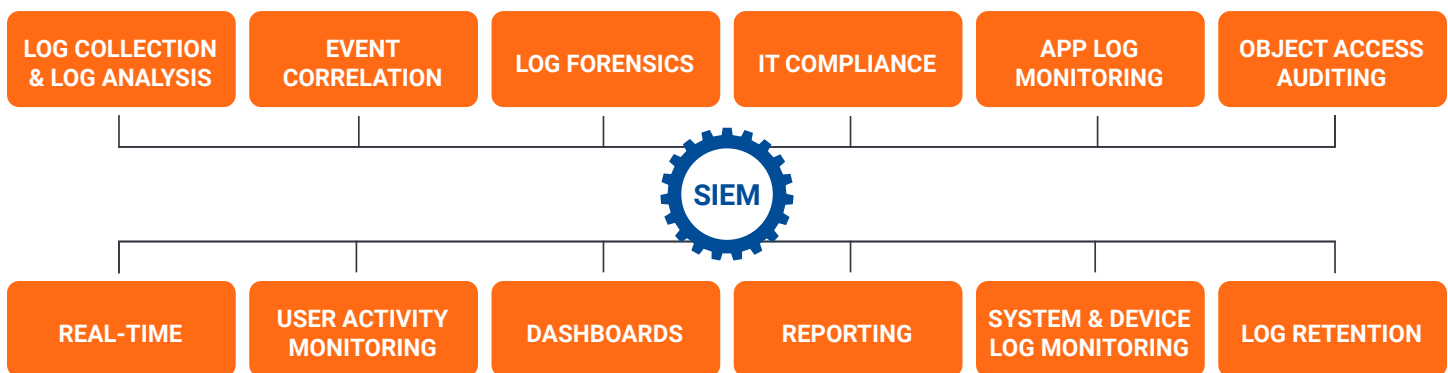 LOG COLLECTION
& LOG ANALYSIS
EVENT
CORRELATION
LOG FORENSICS
IT COMPLIANCE
APP LOG
MONITORING
OBJECT ACCESS
AUDITING
SIEM
REAL-TIME
USER ACTIVITY
MONITORING
DASHBOARDS
REPORTING
SYSTEM & DEVICE
LOG MONITORING
LOG RETENTION